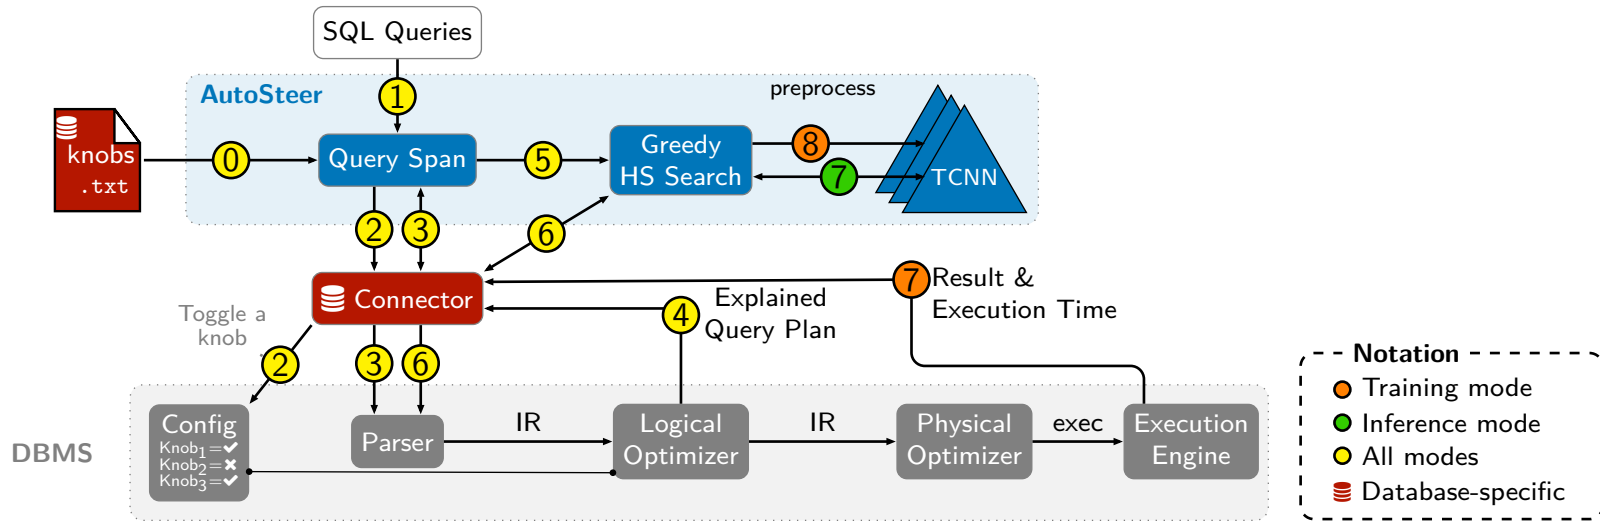 SQL Queries
AutoSteer
1
preprocess
knobs
.txt
0
Query Span
5
Greedy
HS Search
8
7
TCNN
2
3
6
Connector
7
Result &
Execution Time
Explained
Query Plan
4
Toggle a
knob
2
3
6
DBMS
Config
Knob1=✔
Knob2=✖
Knob3=✔
Parser
IR
Logical
Optimizer
IR
Physical
Optimizer
exec
Execution
Engine
Notation
Training mode
Inference mode
All modes
Database-specific